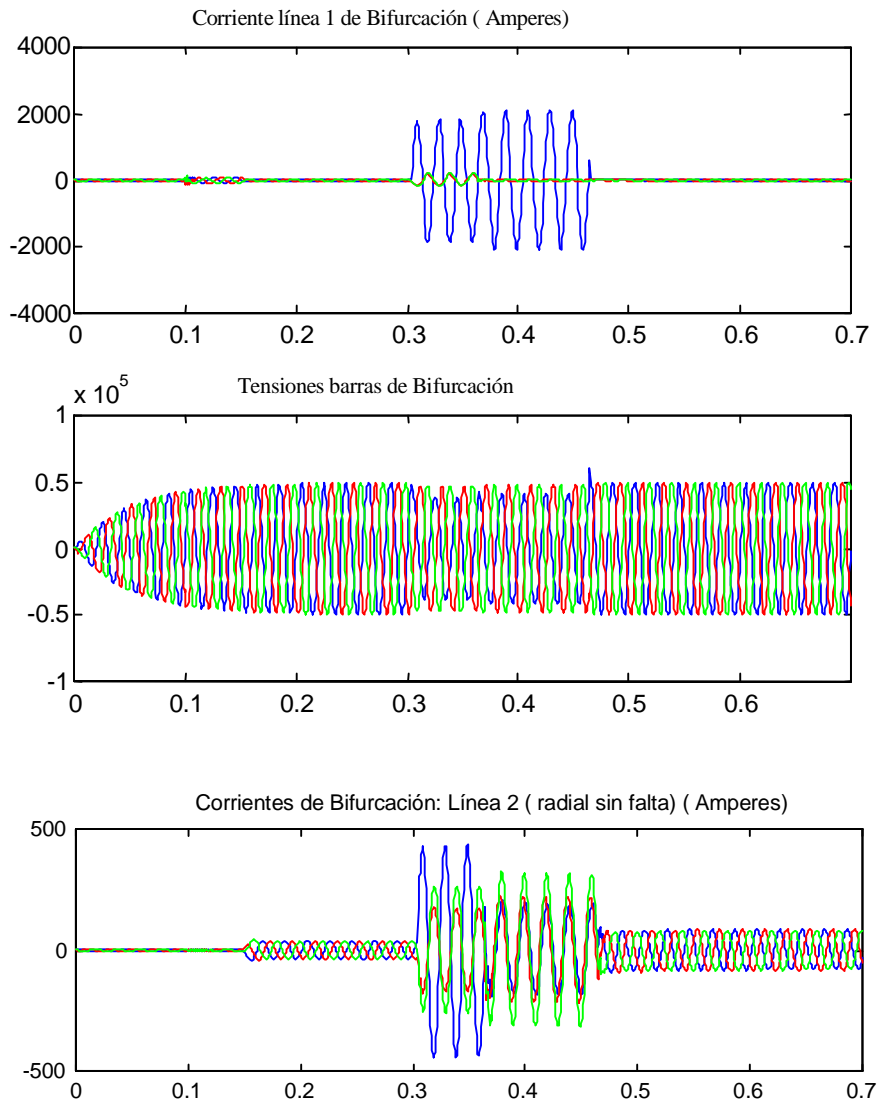 Corriente línea 1 de Bifurcación ( Amperes)
4000
2000
0
-2000
-4000
0 0.1 0.2 0.3 0.4 0.5 0.6 0.7
x 10^5
Tensiones barras de Bifurcación
1
0.5
0
-0.5
-1
0 0.1 0.2 0.3 0.4 0.5 0.6
Corrientes de Bifurcación: Línea 2 ( radial sin falta) ( Amperes)
500
0
-500
0 0.1 0.2 0.3 0.4 0.5 0.6 0.7